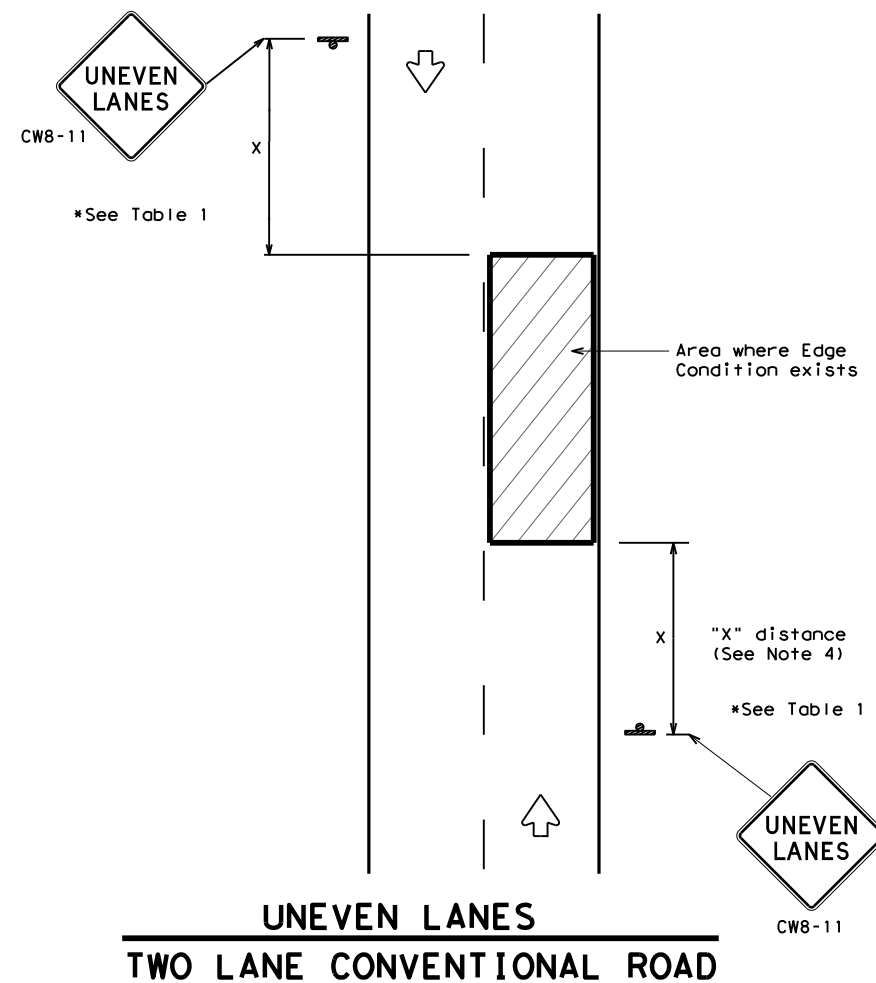 UNEVEN
LANES
CW8-11
X
*See Table 1
Area where Edge
Condition exists
X
"X" distance
(See Note 4)
*See Table 1
UNEVEN
LANES
CW8-11
UNEVEN LANES
TWO LANE CONVENTIONAL ROAD